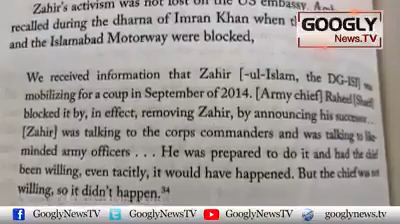 Zahir's activism was not lost on the US embassy.
recalled during the dharna of Imran Khan when
and the Islamabad Motorway were blocked,
We received information that Zahir [-ul-Islam, the DG-ISI]
mobilizing for a coup in September of 2014. [Army chief] Raheel [Sharif]
blocked it by, in effect, removing Zahir, by announcing his successor. . .
[Zahir] was talking to the corps commanders and was talking to like-
minded army officers . . . He was prepared to do it and had the chief
been willing, even tacitly, it would have happened. But the chief was not
willing, so it didn't happen.34
GOOGLY
News.TV
GooglyNewsTV
GooglyNewsTV
GooglyNewsTV
GooglyNews.TV